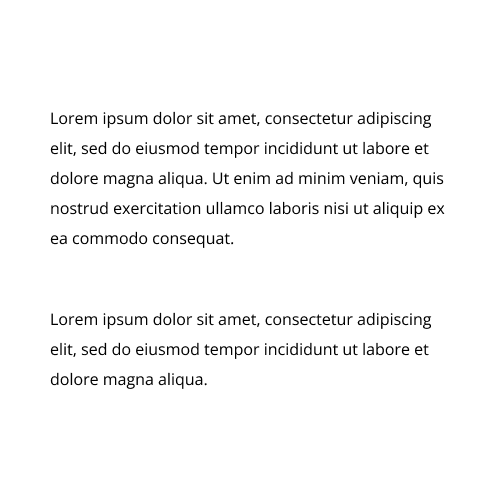 Lorem ipsum dolor sit amet, consectetur adipiscing
elit, sed do eiusmod tempor incididunt ut labore et
dolore magna aliqua. Ut enim ad minim veniam, quis
nostrud exercitation ullamco laboris nisi ut aliquip ex
ea commodo consequat.
Lorem ipsum dolor sit amet, consectetur adipiscing
elit, sed do eiusmod tempor incididunt ut labore et
dolore magna aliqua.